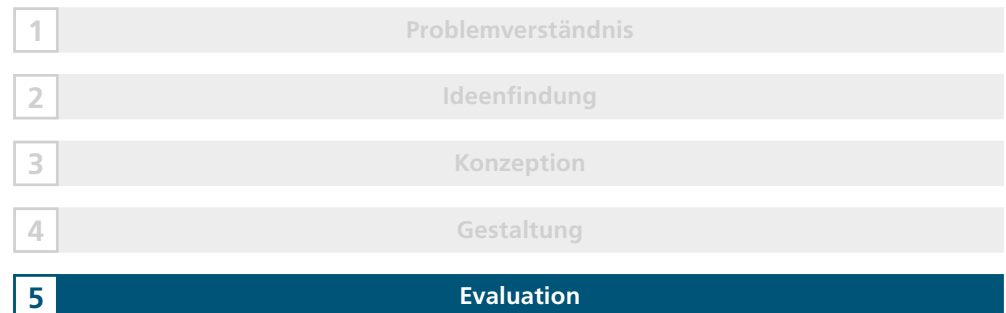 1 Problemverständnis
2 Ideenfindung
3 Konzeption
4 Gestaltung
5 Evaluation